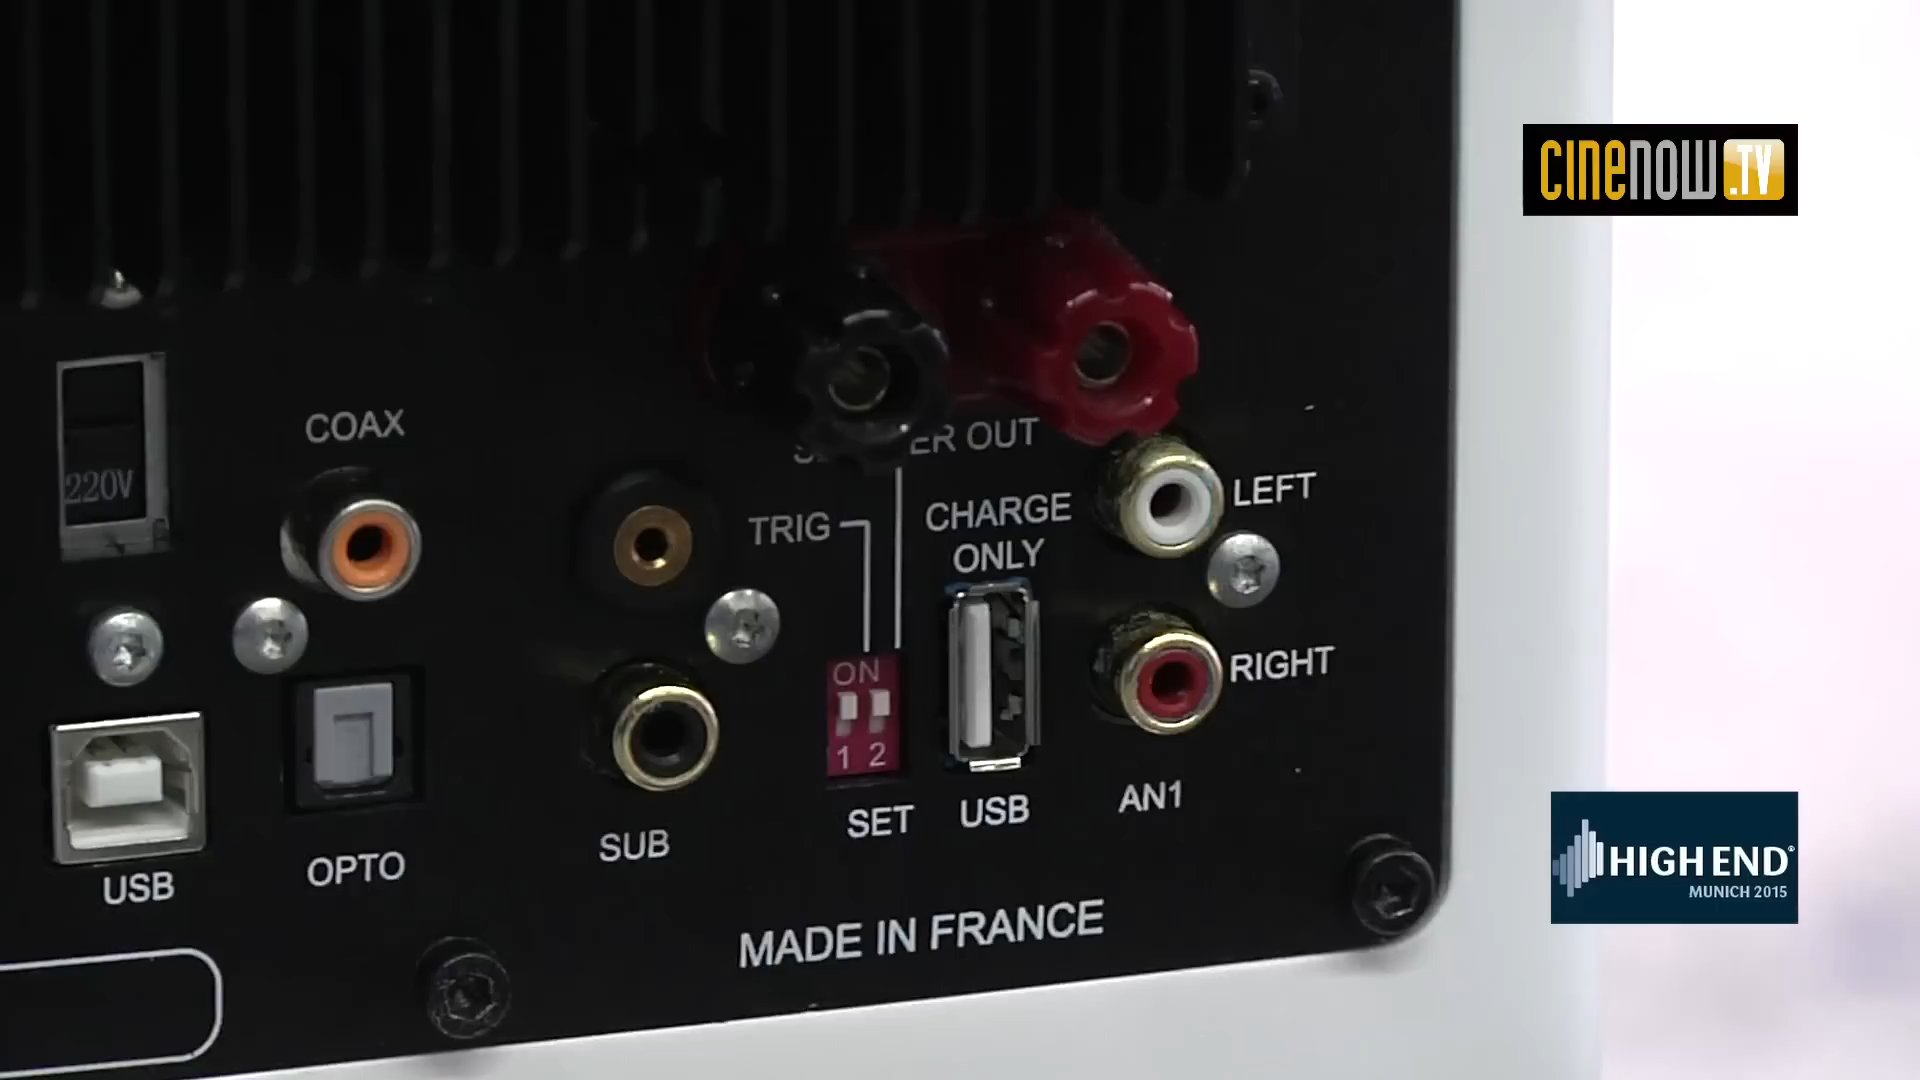 CINENOW.TV
COAX
ER OUT
220V
LEFT
CHARGE
ONLY
TRIG
ON
RIGHT
1 2
AN1
USB
SET
SUB
OPTO
USB
HIGH END®
MUNICH 2015
MADE IN FRANCE